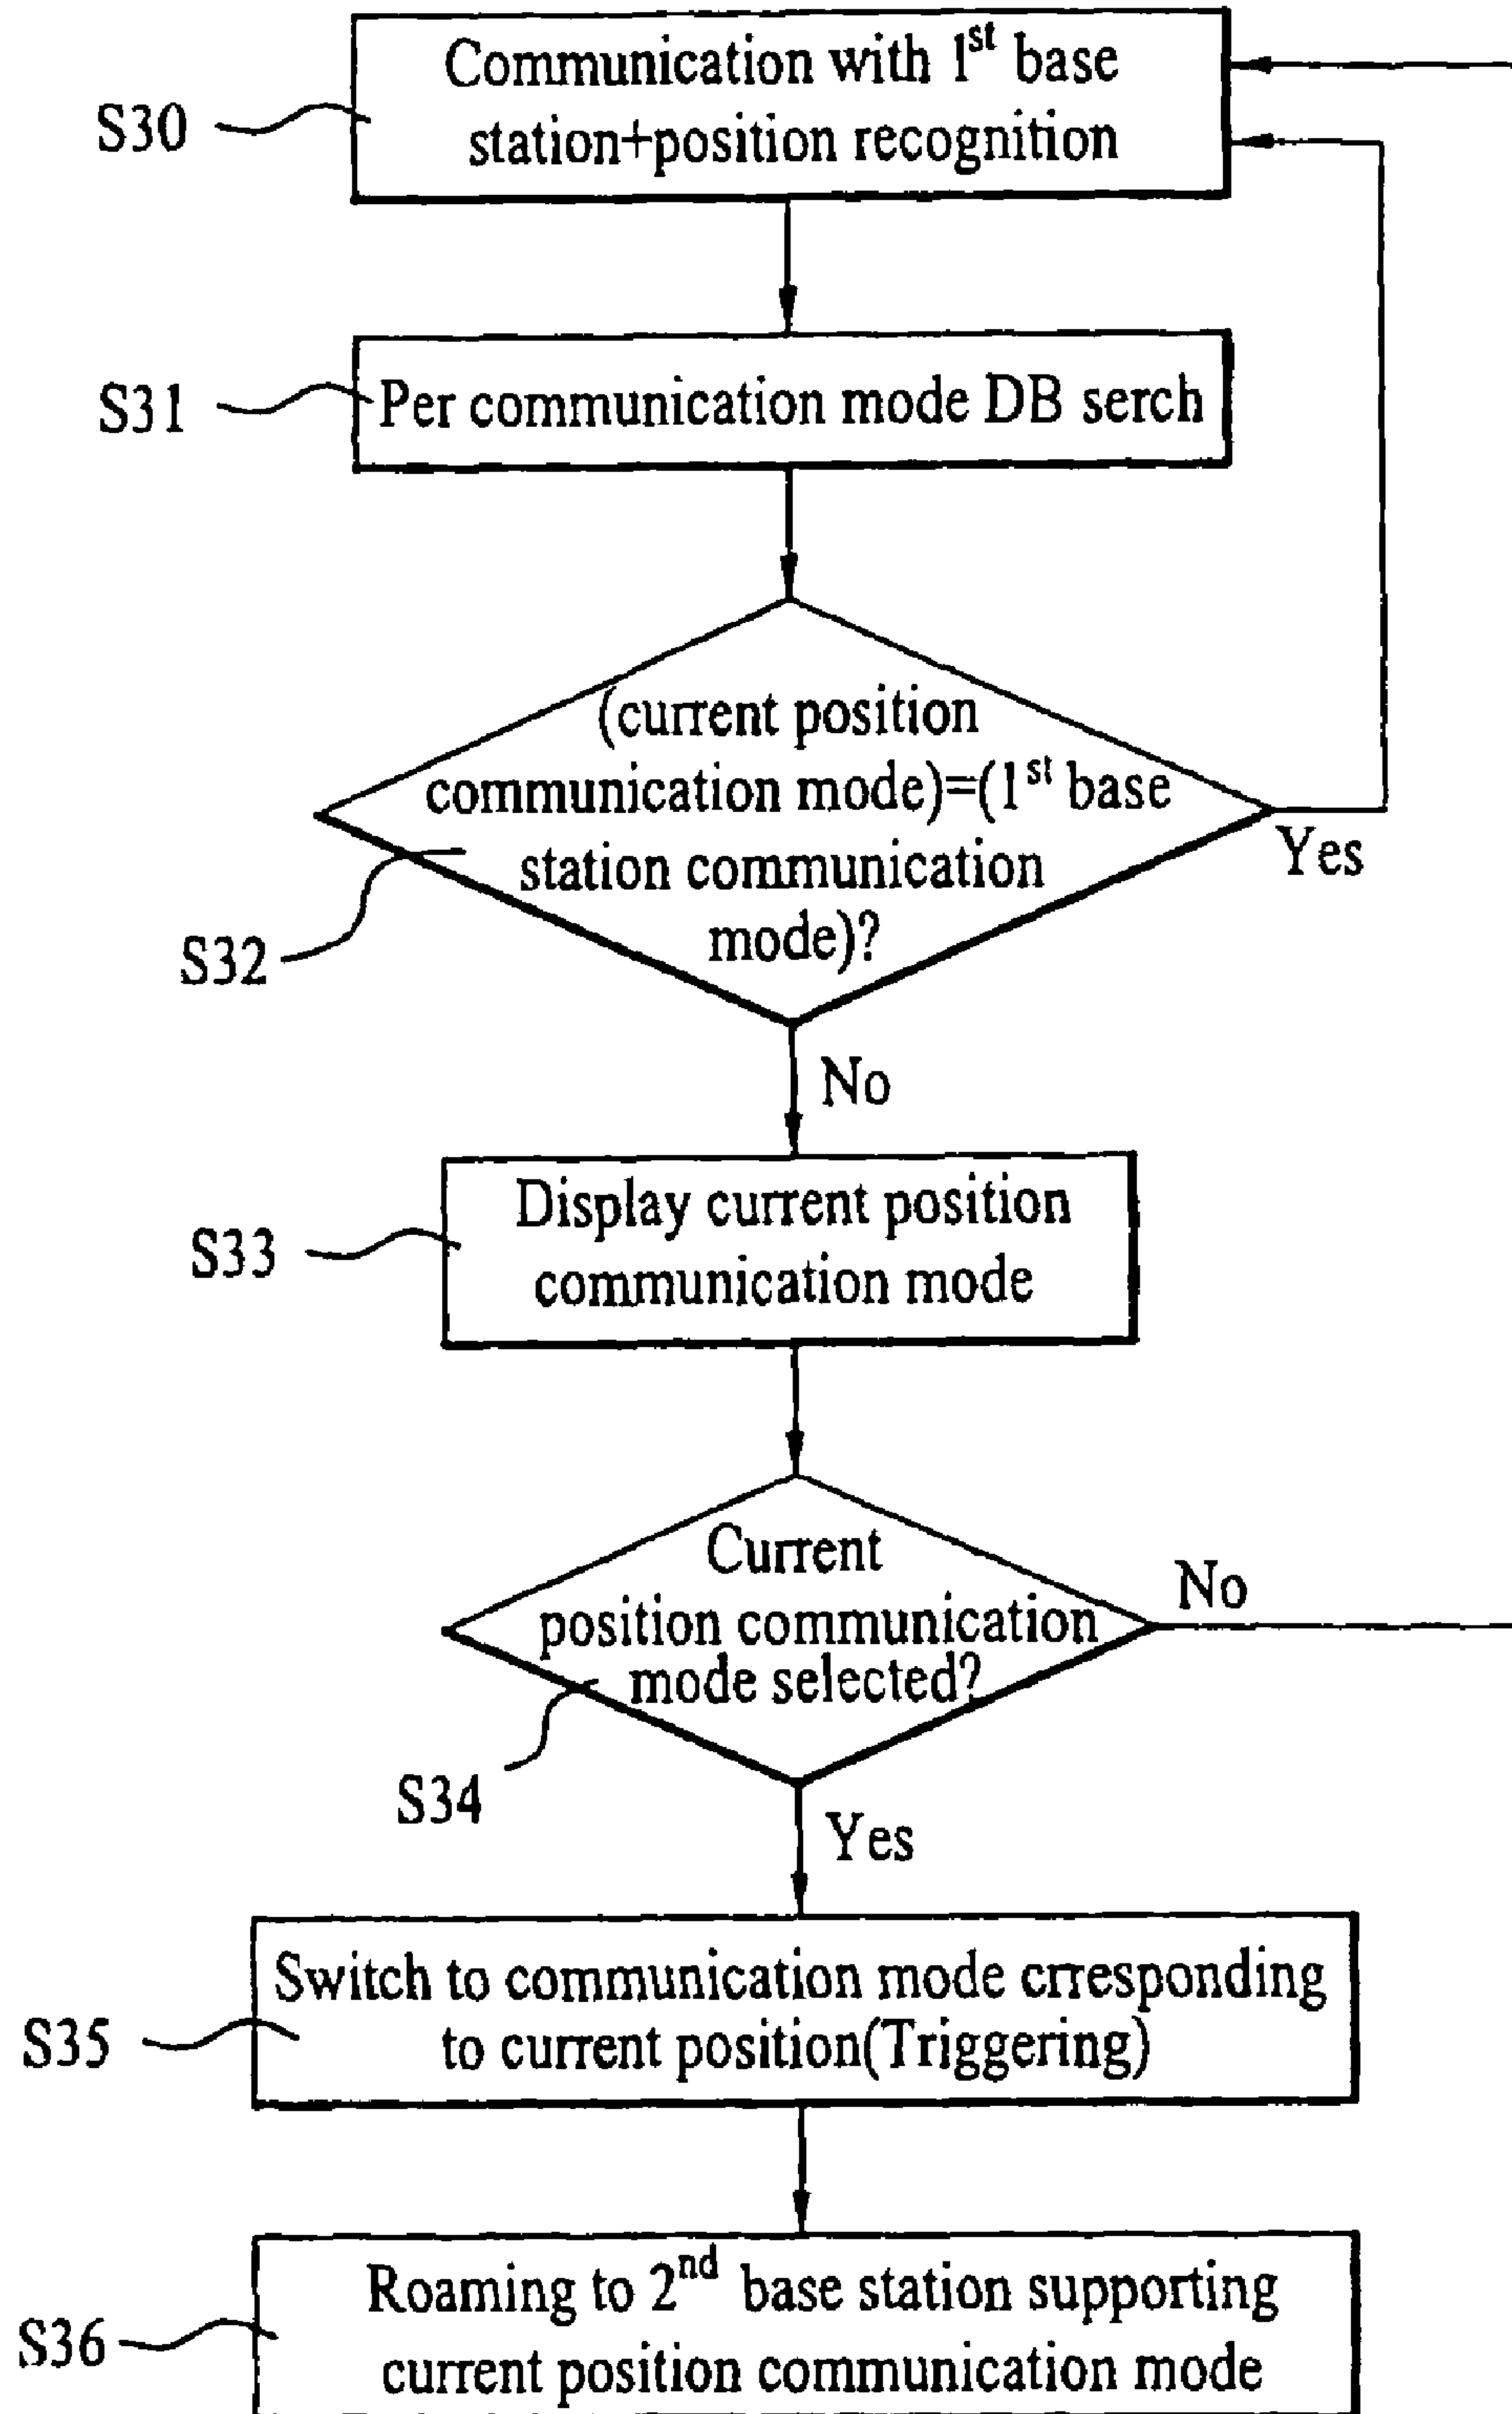 Communication with 1st base
station+position recognition
S30
Per communication mode DB serch
S31
(current position
communication mode)=(1st base
station communication
mode)?
Yes
S32
No
Display current position
communication mode
S33
Current
position communication
mode selected?
No
S34
Yes
Switch to communication mode crresponding
to current position(Triggering)
S35
Roaming to 2nd base station supporting
current position communication mode
S36